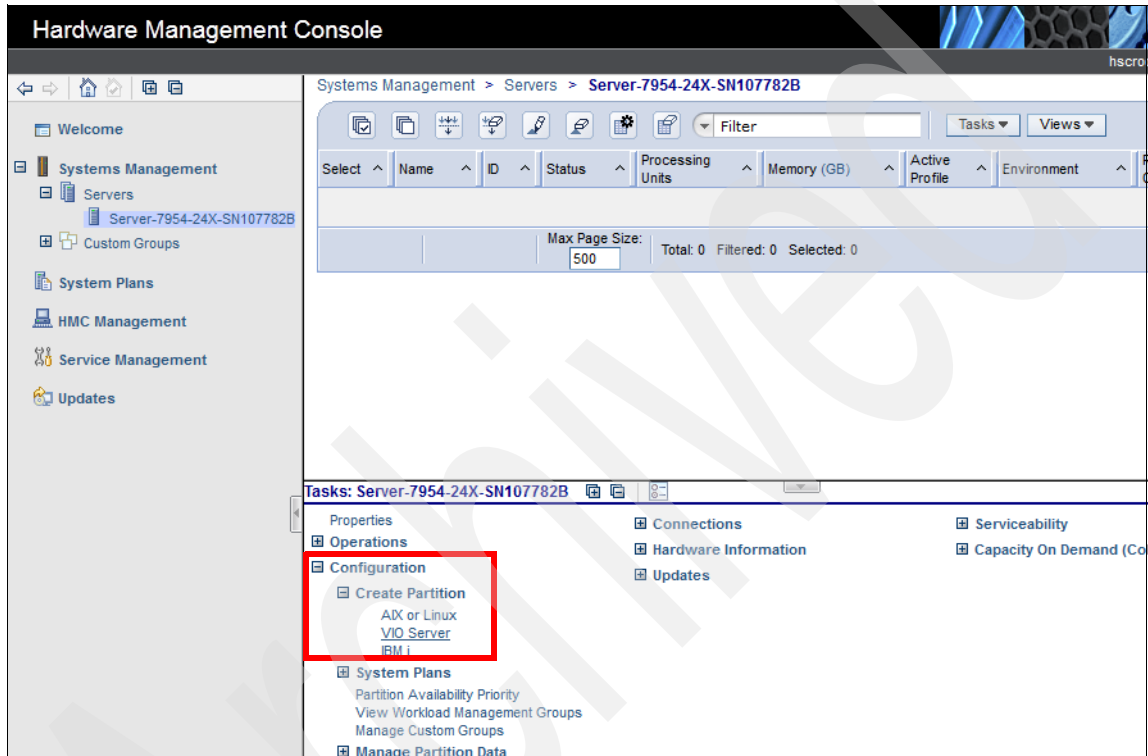 Hardware Management Console
hscro
Systems Management > Servers > Server-7954-24X-SN107782B
Welcome
Systems Management
Servers
Server-7954-24X-SN107782B
Custom Groups
System Plans
HMC Management
Service Management
Updates
Filter
Tasks
Views
Select
Name
ID
Status
Processing Units
Memory (GB)
Active Profile
Environment
Max Page Size:
500
Total: 0 Filtered: 0 Selected: 0
Tasks: Server-7954-24X-SN107782B
Properties
Operations
Configuration
Create Partition
AIX or Linux
VIO Server
IBM i
System Plans
Partition Availability Priority
View Workload Management Groups
Manage Custom Groups
Manage Partition Data
Connections
Hardware Information
Updates
Serviceability
Capacity On Demand (Co
Archived